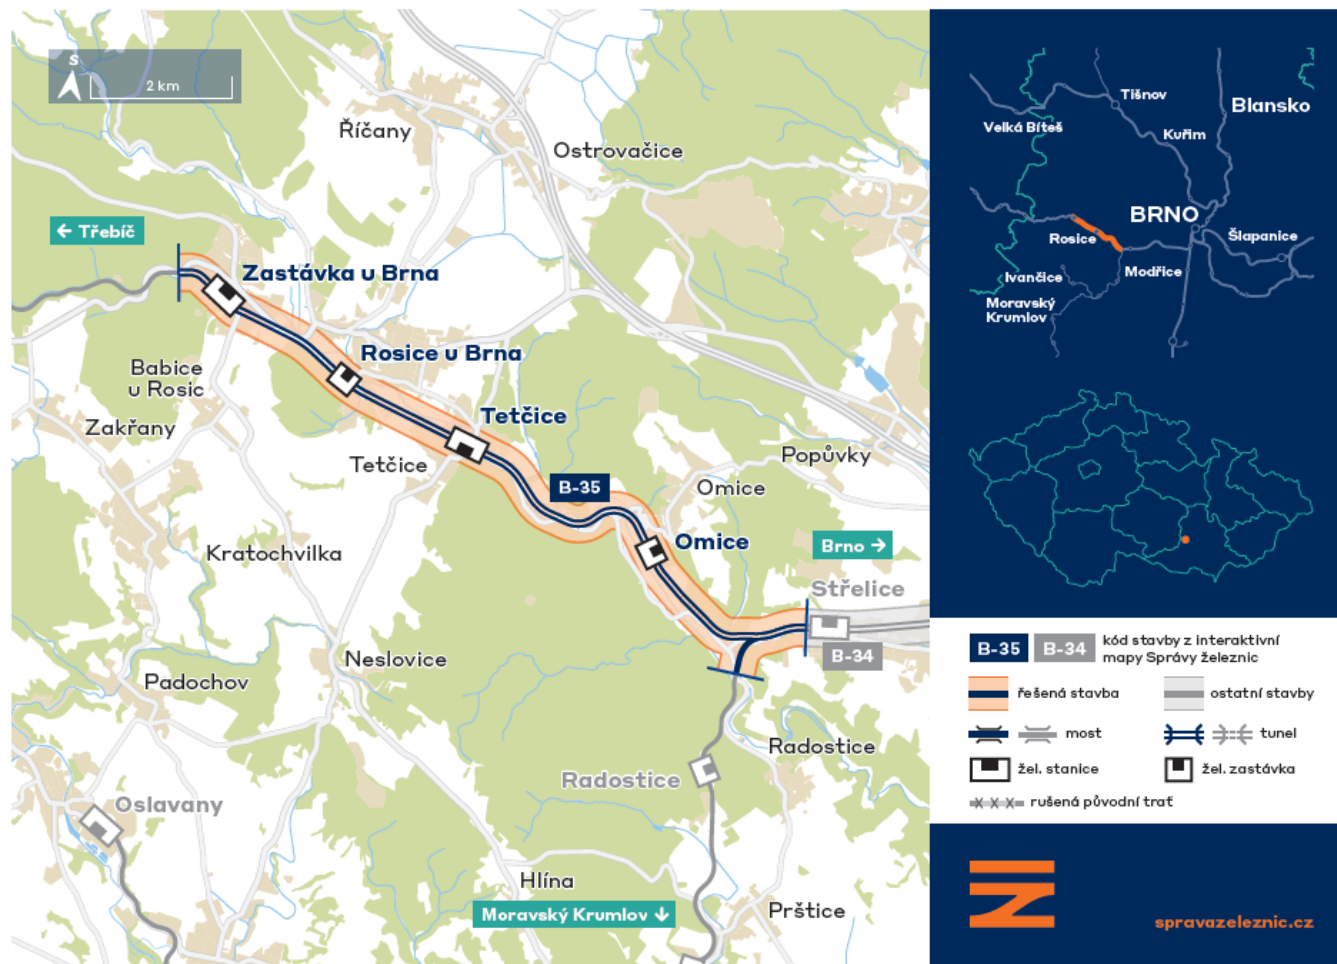 S
2 km
Říčany
Ostrovačice
← Třebíč
Zastávka u Brna
Rosice u Brna
Babice
u Rosic
Zakřany
Tetčice
Tetčice
Popůvky
B-35
Omice
Omice
Brno →
Kratochvilka
Střelice
B-34
Neslovice
Padochov
Radostice
Radostice
Oslavany
Hlína
Moravský Krumlov ↓
Prštice
Tišnov
Blansko
Velká Bíteš
Kuřim
BRNO
Rosice
Šlapanice
Ivančice
Modřice
Moravský
Krumlov
B-35 B-34 kód stavby z interaktivní
mapy Správy železnic
řešená stavba
ostatní stavby
most
tunel
žel. stanice
žel. zastávka
rušená původní trať
spravazeleznic.cz